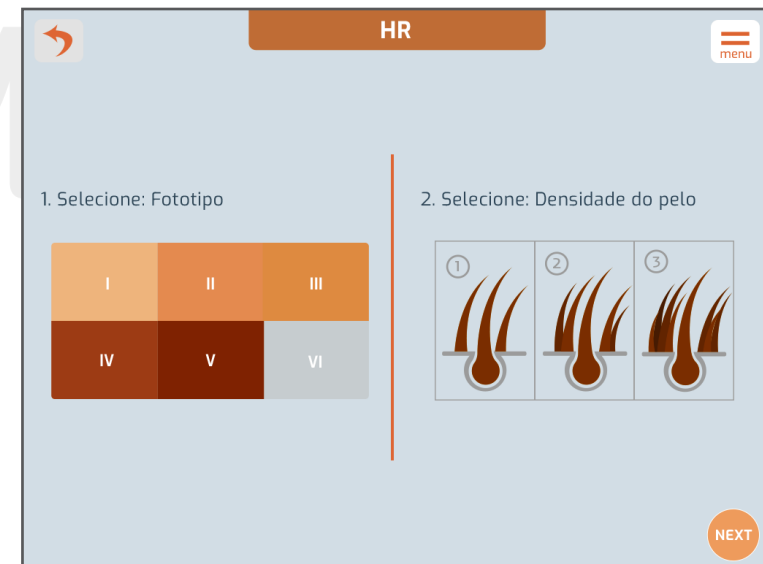 HR
menu
1. Selecione: Fototipo
I II III
IV V VI
2. Selecione: Densidade do pelo
1 2 3
NEXT